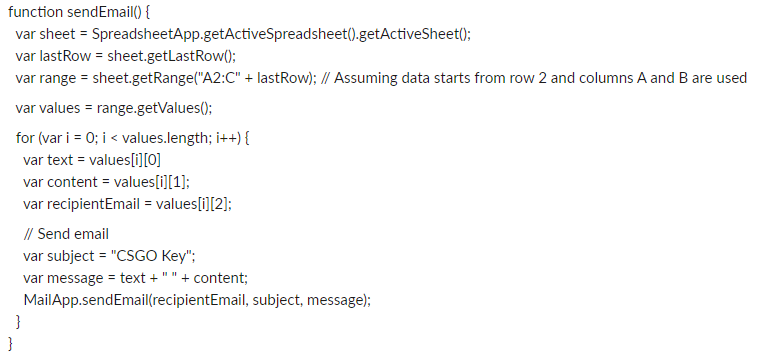 function sendEmail() {
var sheet = SpreadsheetApp.getActiveSpreadsheet().getActiveSheet();
var lastRow = sheet.getLastRow();
var range = sheet.getRange("A2:C" + lastRow); // Assuming data starts from row 2 and columns A and B are used
var values = range.getValues();
for (var i = 0; i < values.length; i++) {
var text = values[i][0]
var content = values[i][1];
var recipientEmail = values[i][2];
// Send email
var subject = "CSGO Key";
var message = text + " " + content;
MailApp.sendEmail(recipientEmail, subject, message);
}
}